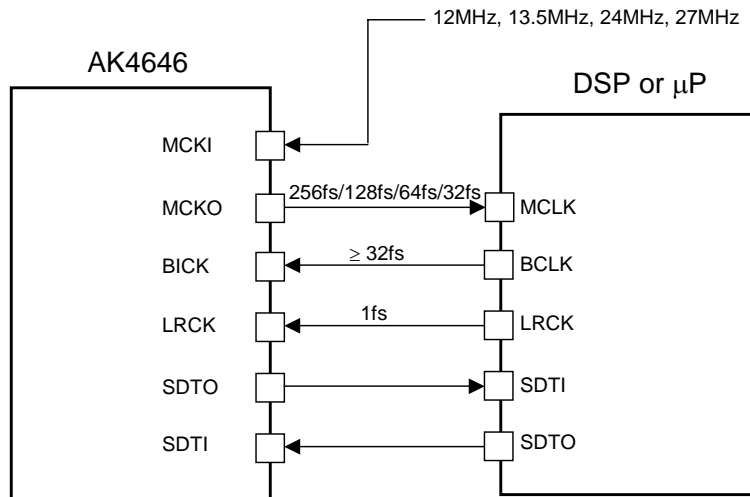 12MHz, 13.5MHz, 24MHz, 27MHz
AK4646
DSP or μP
MCKI
MCKO
256fs/128fs/64fs/32fs
MCLK
BICK
≥ 32fs
BCLK
LRCK
1fs
LRCK
SDTO
SDTI
SDTI
SDTO